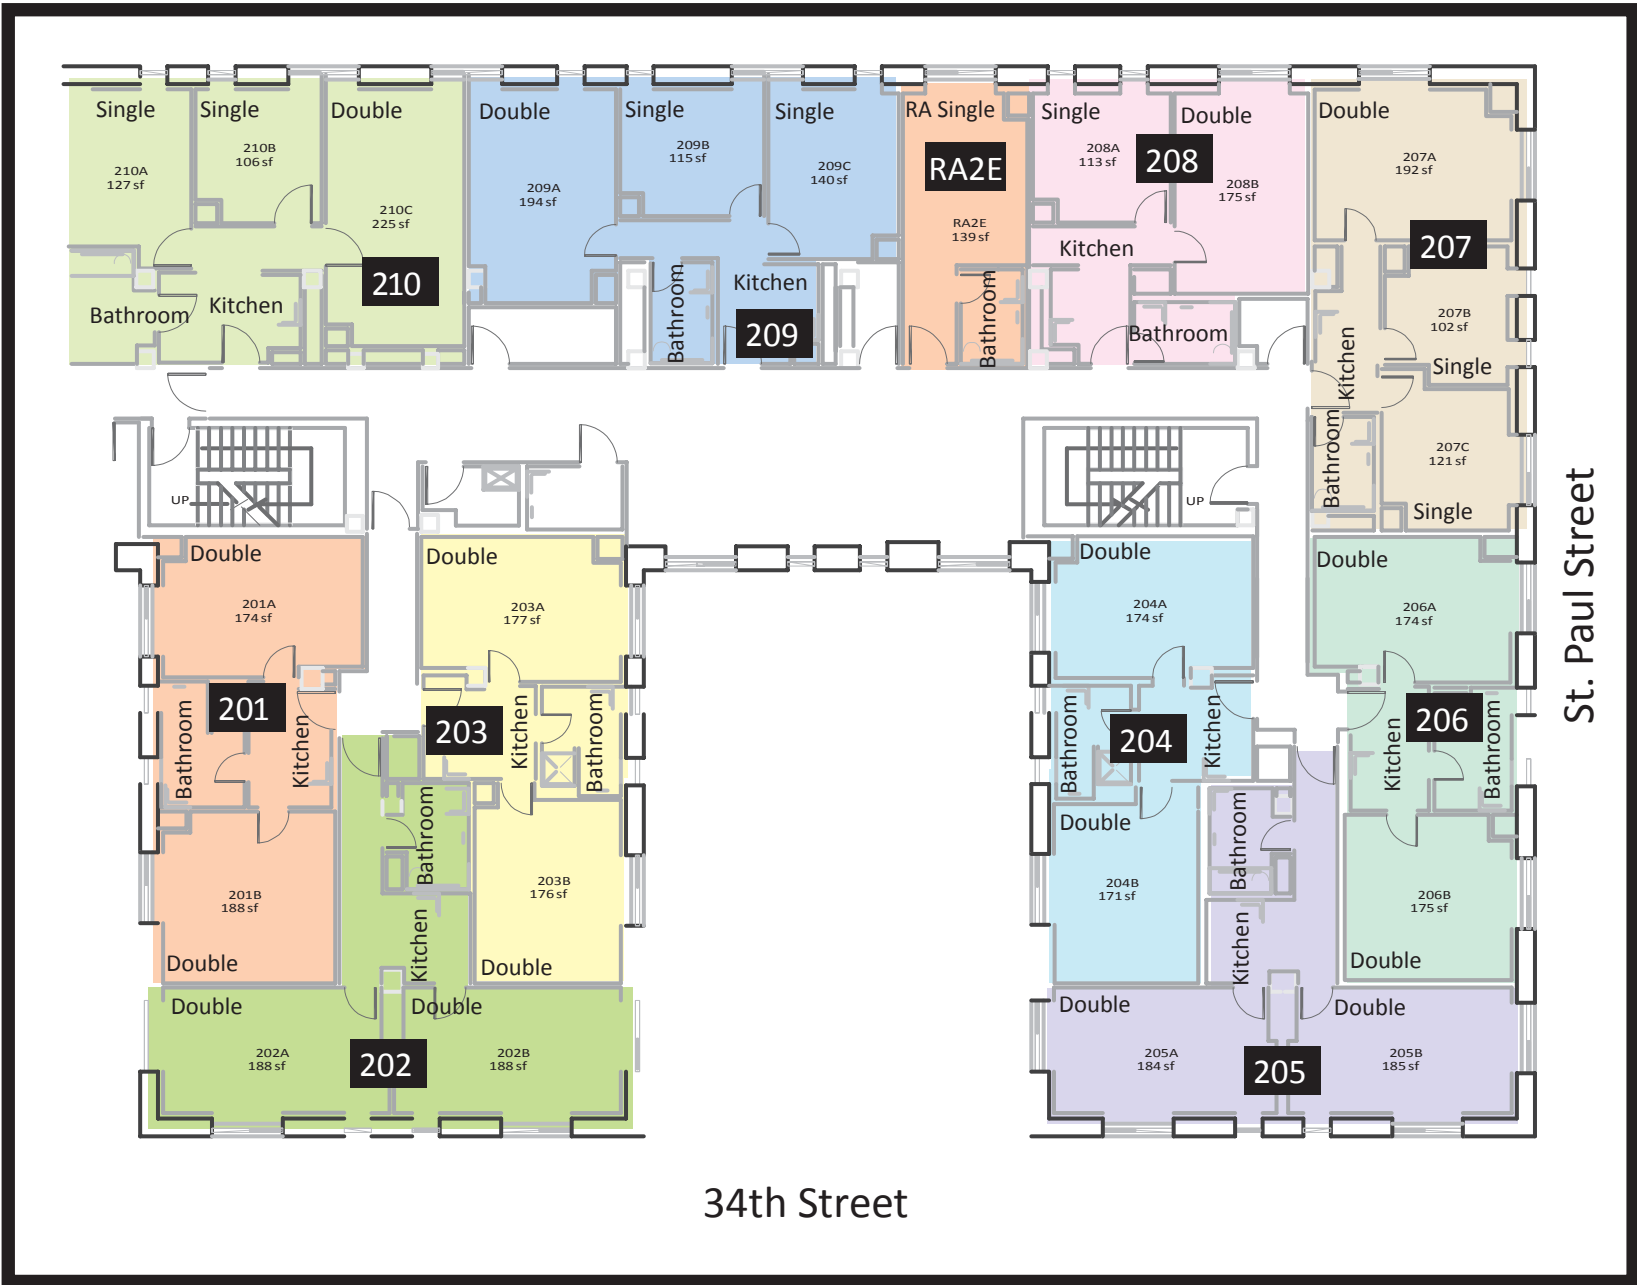 Single
210A
127 sf
Bathroom
Single
210B
106 sf
Kitchen
Double
210C
225 sf
210
Double
209A
194 sf
Single
209B
115 sf
Bathroom
Kitchen
209
Single
209C
140 sf
RA Single
RA2E
RA2E
139 sf
Bathroom
Single
208A
113 sf
208
Kitchen
Double
208B
175 sf
Bathroom
Double
207A
192 sf
207
207B
102 sf
Single
Kitchen
Bathroom
207C
121 sf
Single
UP
UP
Double
201A
174 sf
201
Bathroom
Kitchen
201B
188 sf
Double
Double
203A
177 sf
203
Kitchen
Bathroom
203B
176 sf
Double
Bathroom
Kitchen
Double
202A
188 sf
202
Double
202B
188 sf
Double
204A
174 sf
204
Bathroom
Kitchen
Double
204B
171 sf
Bathroom
Kitchen
Double
205A
184 sf
205
Double
205B
185 sf
Double
206A
174 sf
206
Kitchen
Bathroom
206B
175 sf
Double
St. Paul Street
34th Street